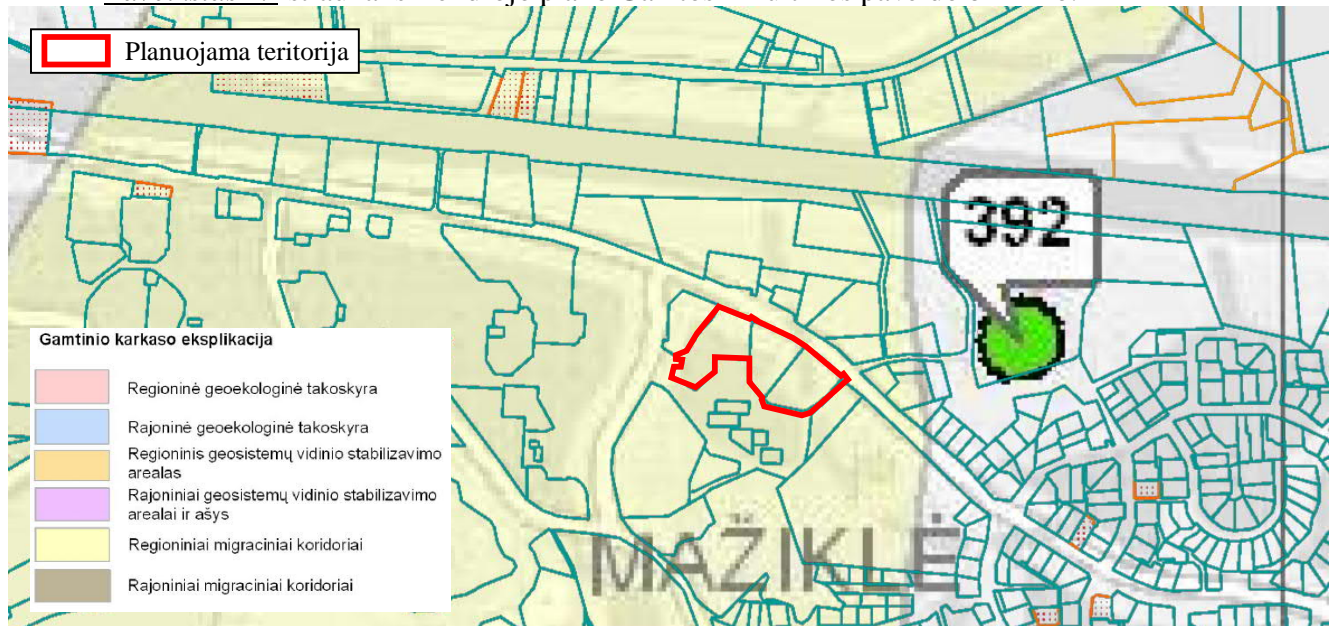 Planuojama teritorija
392
Gamtinio karkaso eksplikacija
Regioninė geoekologinė takoskyra
Rajoninė geoekologinė takoskyra
Regioninis geosistemų vidinio stabilizavimo
arealas
Rajoniniai geosistemų vidinio stabilizavimo
arealai ir ašys
Regioniniai migraciniai koridoriai
Rajoniniai migraciniai koridoriai
MAŽIKLĖ